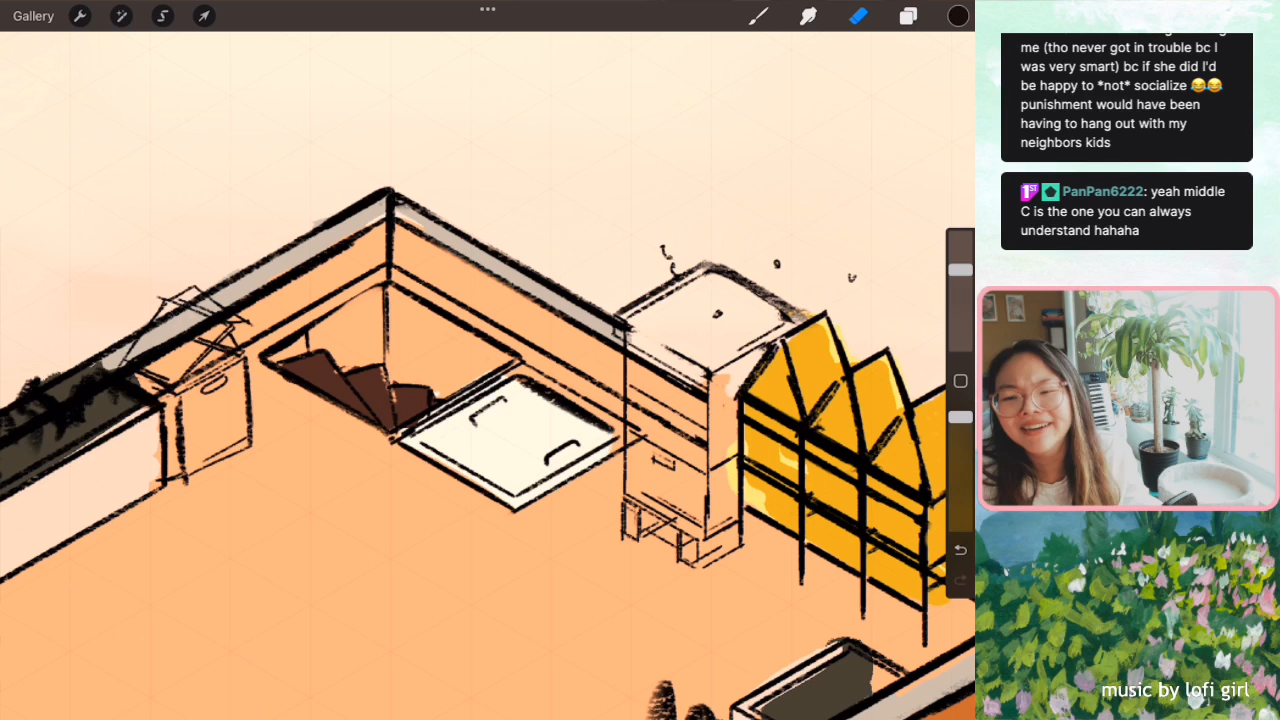 Gallery
me (tho never got in trouble bc I
was very smart) bc if she did I'd
be happy to *not* socialize 😂😂
punishment would have been
having to hang out with my
neighbors kids
1ST PanPan6222: yeah middle
C is the one you can always
understand hahaha
music by lofi girl